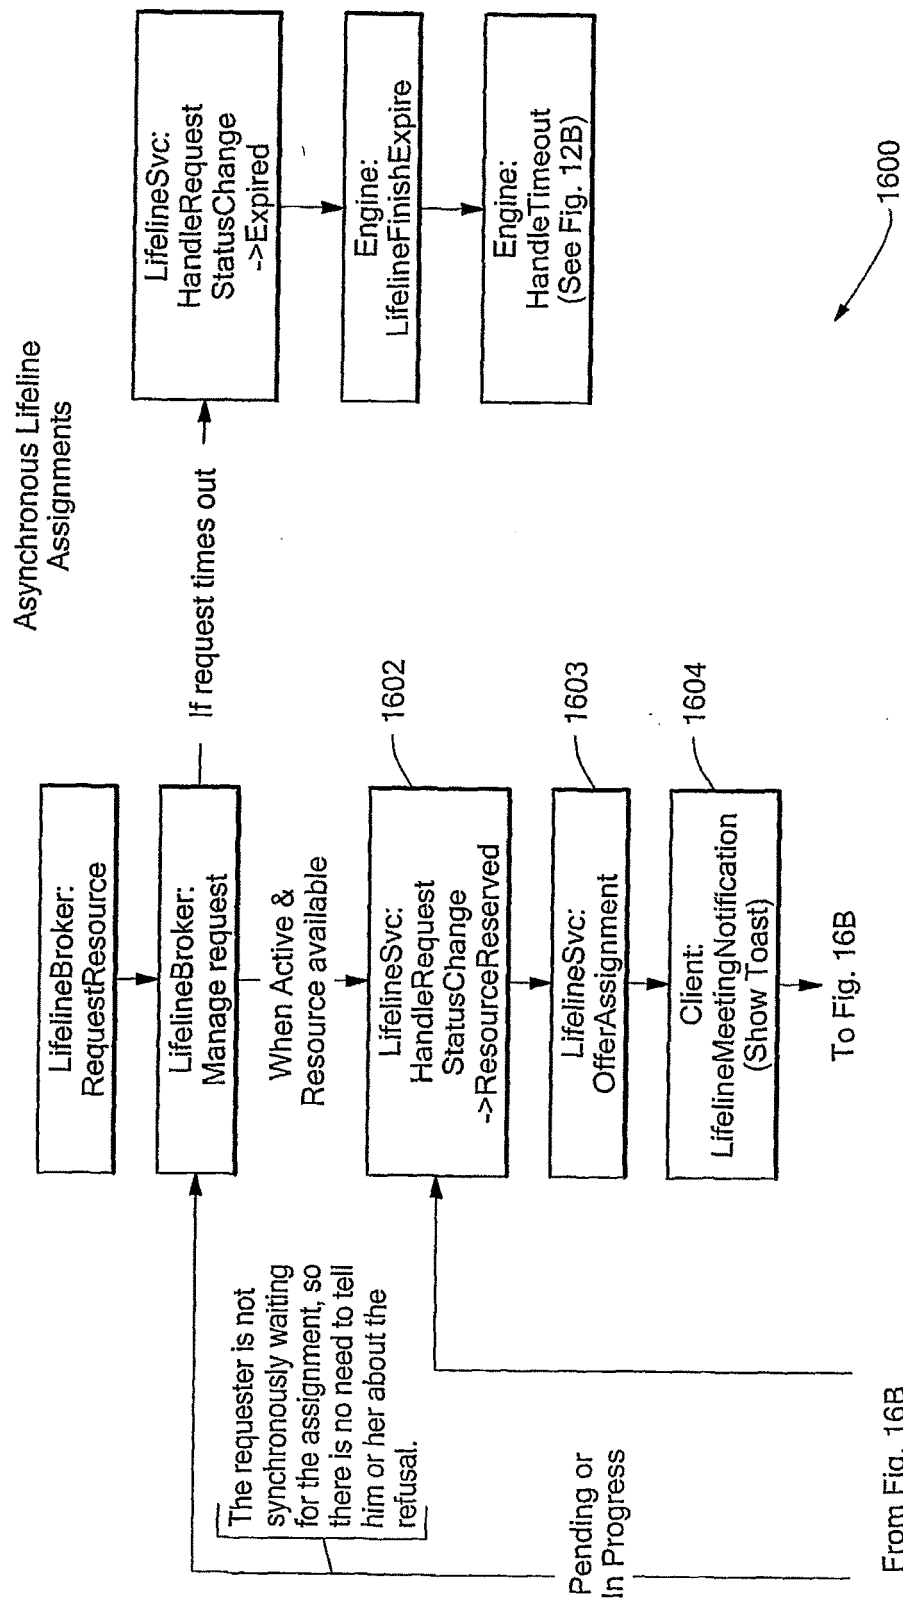 Asynchronous Lifeline
Assignments
LifelineBroker:
RequestResource
LifelineBroker:
Manage request
If request times out
LifelineSvc:
HandleRequest
StatusChange
->Expired
Engine:
LifelineFinishExpire
Engine:
HandleTimeout
(See Fig. 12B)
When Active &
Resource available
1602
LifelineSvc:
HandleRequest
StatusChange
->ResourceReserved
1603
LifelineSvc:
OfferAssignment
1604
Client:
LifelineMeetingNotification
(Show Toast)
To Fig. 16B
The requester is not
synchronously waiting
for the assignment, so
there is no need to tell
him or her about the
refusal.
Pending or
In Progress
From Fig. 16B
1600